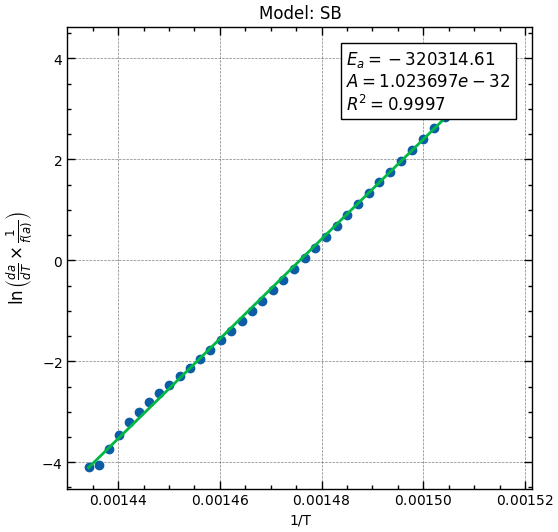 Model: SB
E_a = −320314.61
A = 1.023697e − 32
R² = 0.9997
ln(da/dT × 1/f(a))
4
2
0
−2
−4
0.00144 0.00146 0.00148 0.00150 0.00152
1/T